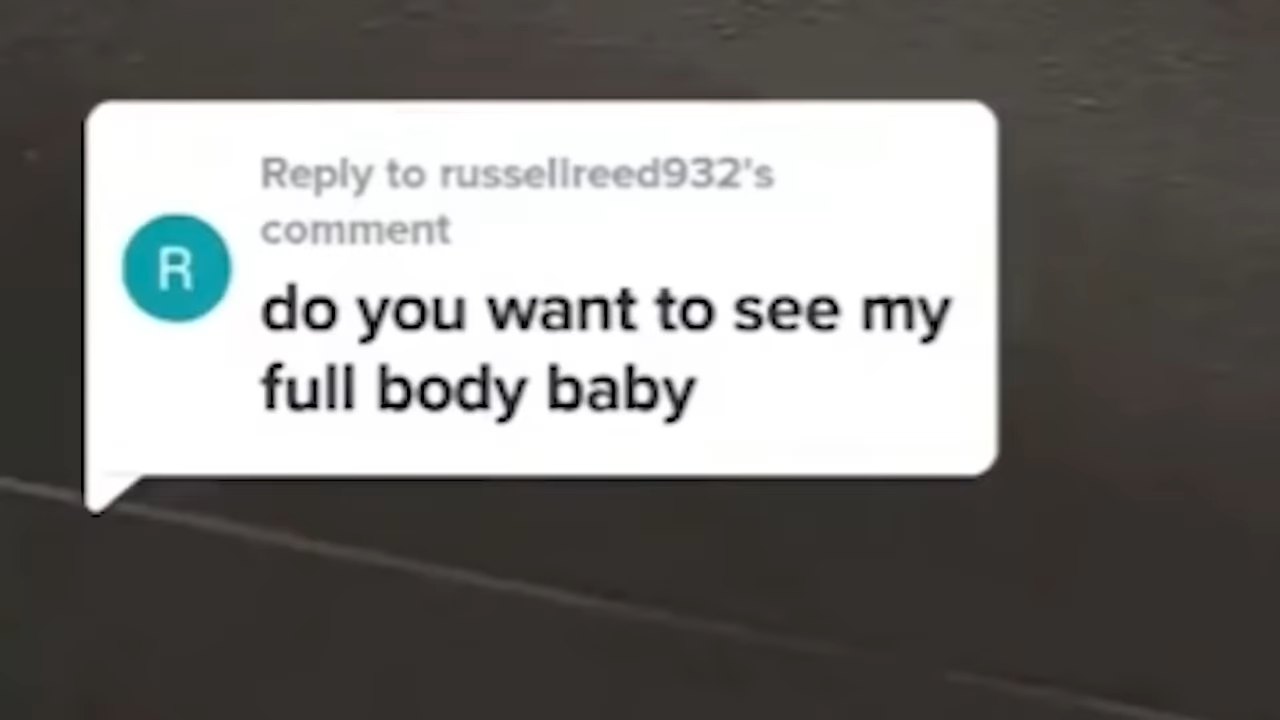 Reply to russellreed932's
comment
R
do you want to see my
full body baby